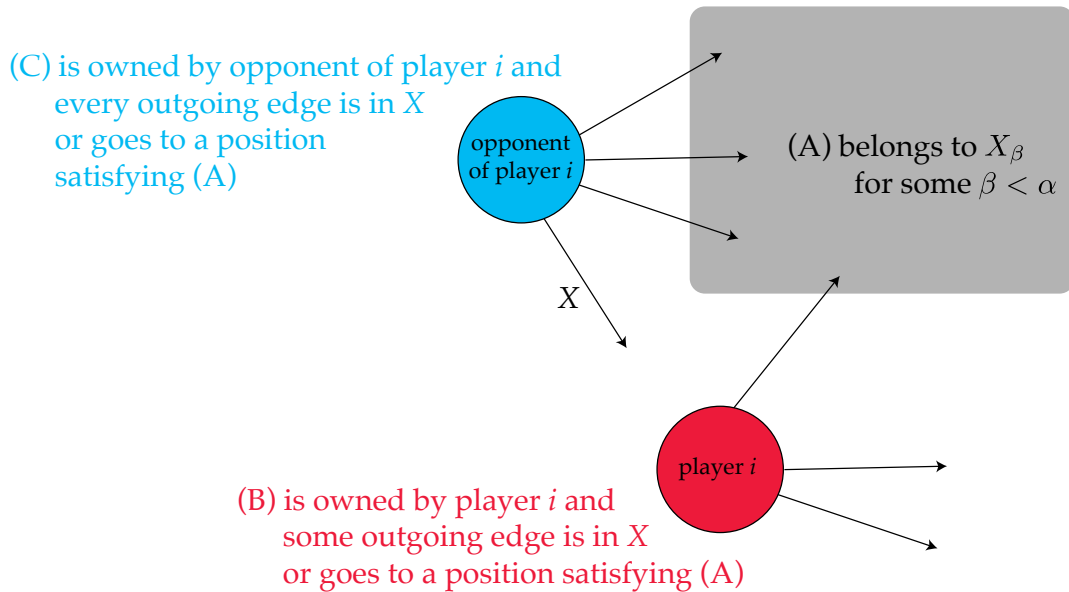 (C) is owned by opponent of player i and
every outgoing edge is in X
or goes to a position
satisfying (A)
opponent
of player i
(A) belongs to X_β
for some β < α
X
player i
(B) is owned by player i and
some outgoing edge is in X
or goes to a position satisfying (A)